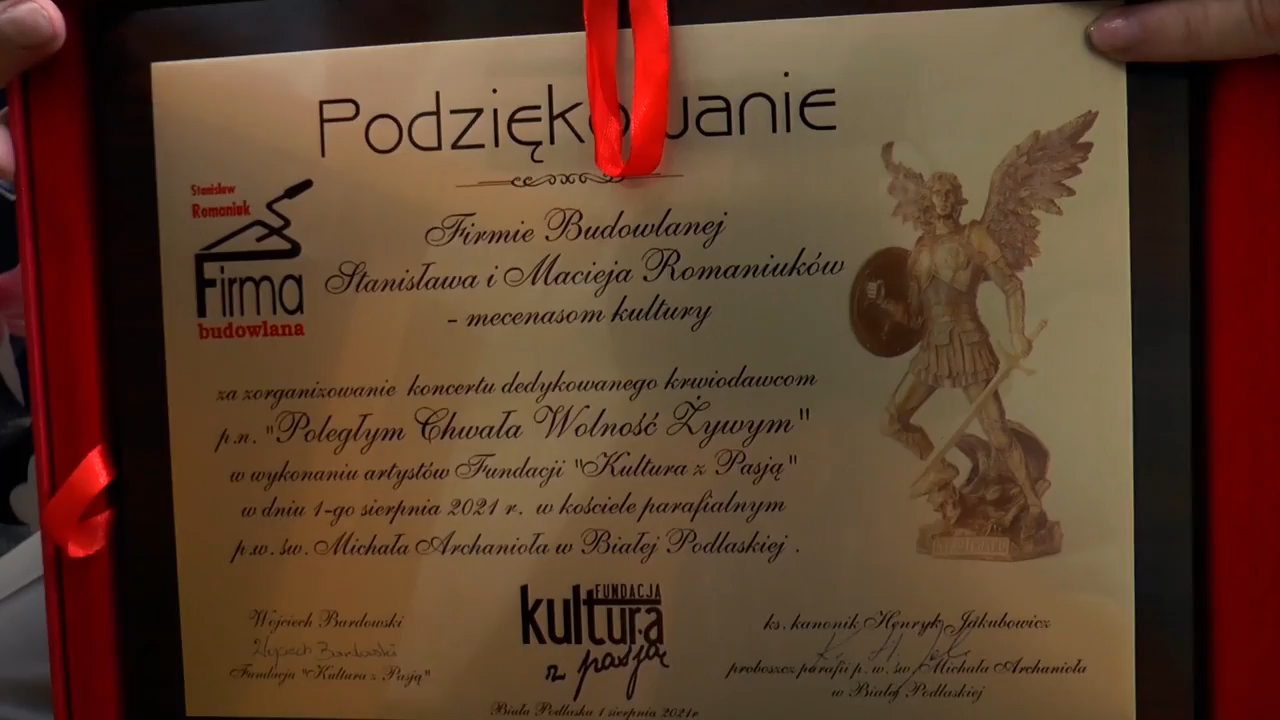 Podziękowanie
Stanisław
Romaniuk
Firma
budowlana
Firmie Budowlanej
Stanisława i Macieja Romaniuków
- mecenasom kultury
za zorganizowanie koncertu dedykowanego krwiodawcom
p.n. "Poległym Chwała Wolność Żywym"
w wykonaniu artystów Fundacji "Kultura z Pasją"
w dniu 1-go sierpnia 2021 r. w kościele parafialnym
p.w. św. Michała Archanioła w Białej Podlaskiej .
Wojciech Bardowski
Wojciech Bardowski
Fundacja "Kultura z Pasją"
FUNDACJA
kultura
z pasją
ks. kanonik Henryk Jakubowicz
proboszcz parafii p. w. św. Michała Archanioła
w Białej Podlaskiej
Biała Podlaska 1 sierpnia 2021r